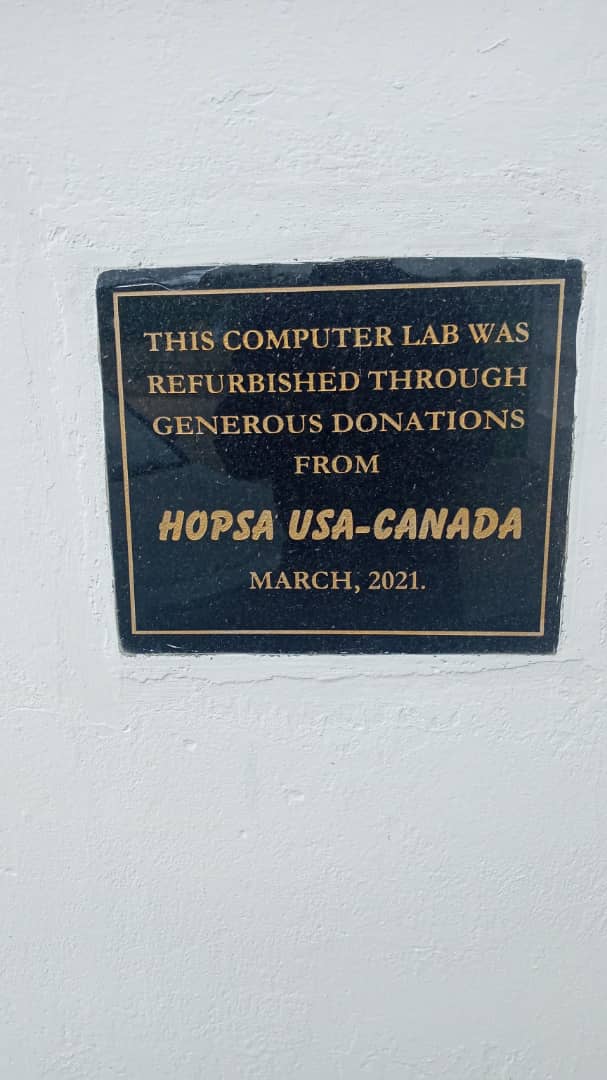 THIS COMPUTER LAB WAS
REFURBISHED THROUGH
GENEROUS DONATIONS
FROM
HOPSA USA-CANADA
MARCH, 2021.